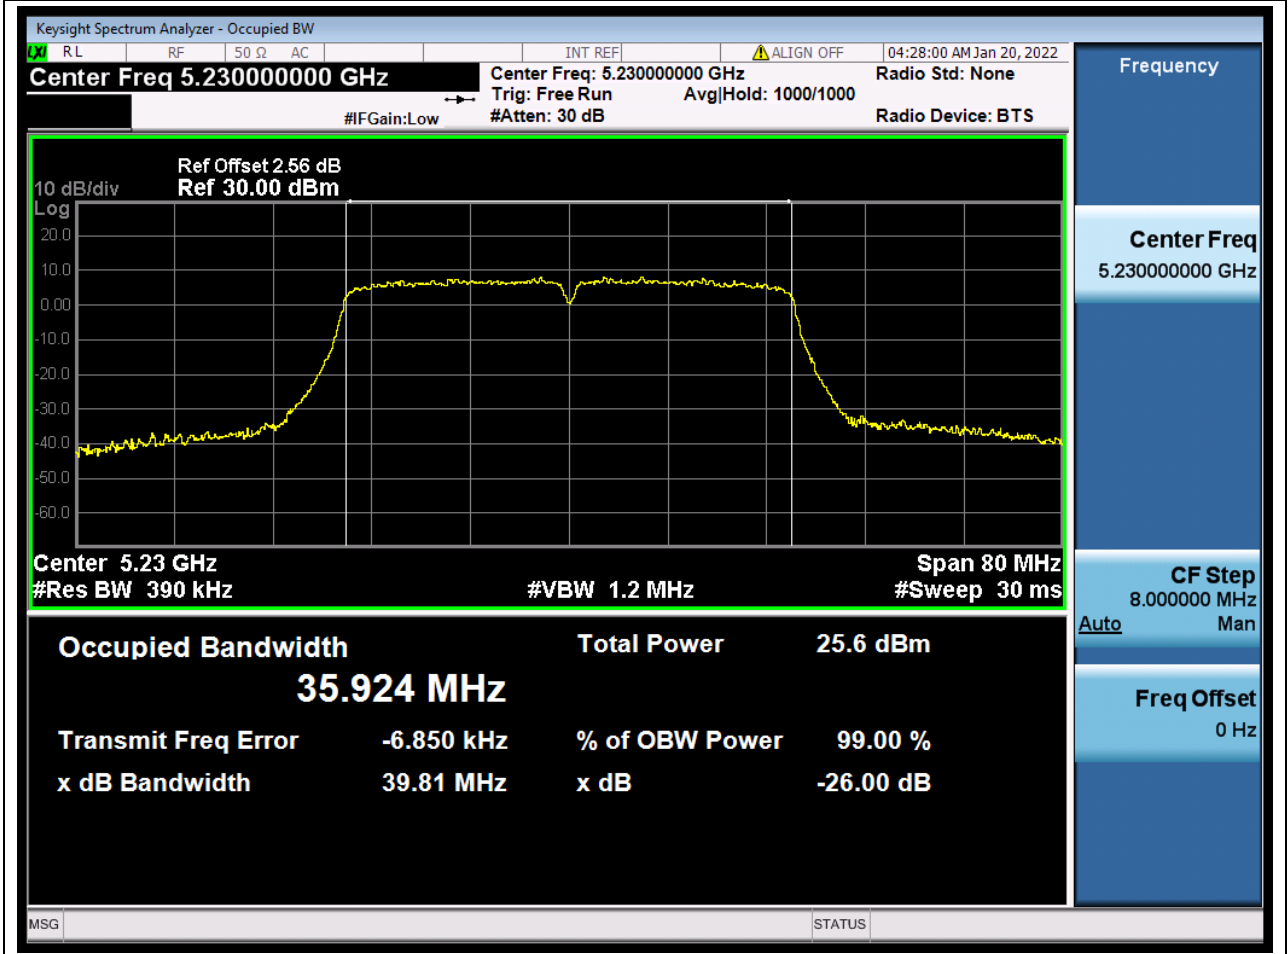 Keysight Spectrum Analyzer - Occupied BW
LXI RL RF 50 Ω AC INT REF ALIGN OFF 04:28:00 AM Jan 20, 2022
Center Freq 5.230000000 GHz
Center Freq: 5.230000000 GHz Radio Std: None
Trig: Free Run Avg|Hold: 1000/1000
#IFGain:Low #Atten: 30 dB Radio Device: BTS
Ref Offset 2.56 dB
10 dB/div Ref 30.00 dBm
Log
20.0
10.0
0.00
-10.0
-20.0
-30.0
-40.0
-50.0
-60.0
Center 5.23 GHz Span 80 MHz
#Res BW 390 kHz #VBW 1.2 MHz #Sweep 30 ms
Occupied Bandwidth Total Power 25.6 dBm
35.924 MHz
Transmit Freq Error -6.850 kHz % of OBW Power 99.00 %
x dB Bandwidth 39.81 MHz x dB -26.00 dB
Frequency
Center Freq
5.230000000 GHz
CF Step
8.000000 MHz
Auto Man
Freq Offset
0 Hz
MSG STATUS